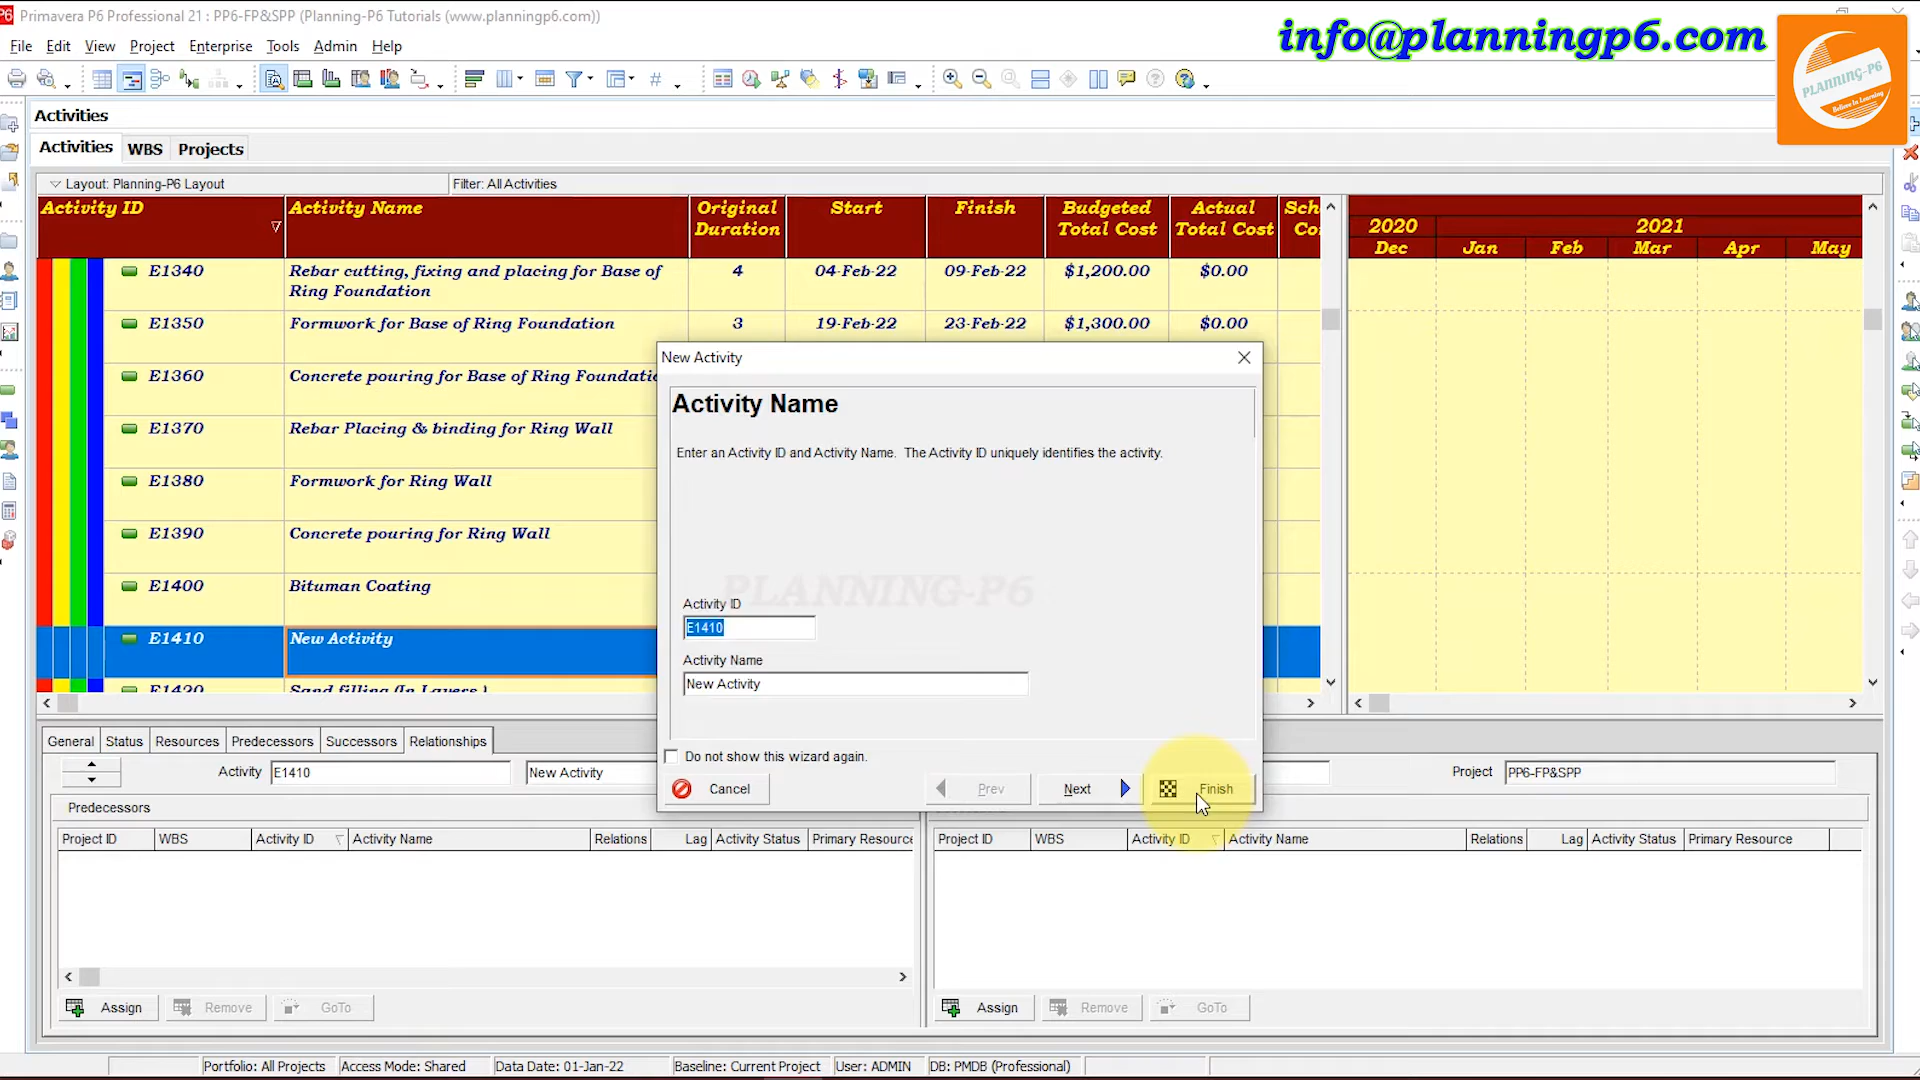 Primavera P6 Professional 21 : PP6-FP&SPP (Planning-P6 Tutorials (www.planningp6.com))
info@planningp6.com
PLANNING-P6
Believe In Learning
File Edit View Project Enterprise Tools Admin Help
Activities
Activities WBS Projects
Layout: Planning-P6 Layout Filter: All Activities
Activity ID Activity Name Original Duration Start Finish Budgeted Total Cost Actual Total Cost
2020 2021
Dec Jan Feb Mar Apr May
E1340 Rebar cutting, fixing and placing for Base of 4 04-Feb-22 09-Feb-22 $1,200.00 $0.00
Ring Foundation
E1350 Formwork for Base of Ring Foundation 3 19-Feb-22 23-Feb-22 $1,300.00 $0.00
E1360 Concrete pouring for Base of Ring Foundatio
E1370 Rebar Placing & binding for Ring Wall
E1380 Formwork for Ring Wall
E1390 Concrete pouring for Ring Wall
E1400 Bituman Coating
E1410 New Activity
E1420 Sand filling (In Layers )
New Activity
Activity Name
Enter an Activity ID and Activity Name. The Activity ID uniquely identifies the activity.
PLANNING-P6
Activity ID
E1410
Activity Name
New Activity
Do not show this wizard again.
Cancel Prev Next Finish
General Status Resources Predecessors Successors Relationships
Activity E1410 New Activity Project PP6-FP&SPP
Predecessors
Project ID WBS Activity ID Activity Name Relations Lag Activity Status Primary Resource
Project ID WBS Activity ID Activity Name Relations Lag Activity Status Primary Resource
Assign Remove GoTo
Assign Remove GoTo
Portfolio: All Projects Access Mode: Shared Data Date: 01-Jan-22 Baseline: Current Project User: ADMIN DB: PMDB (Professional)